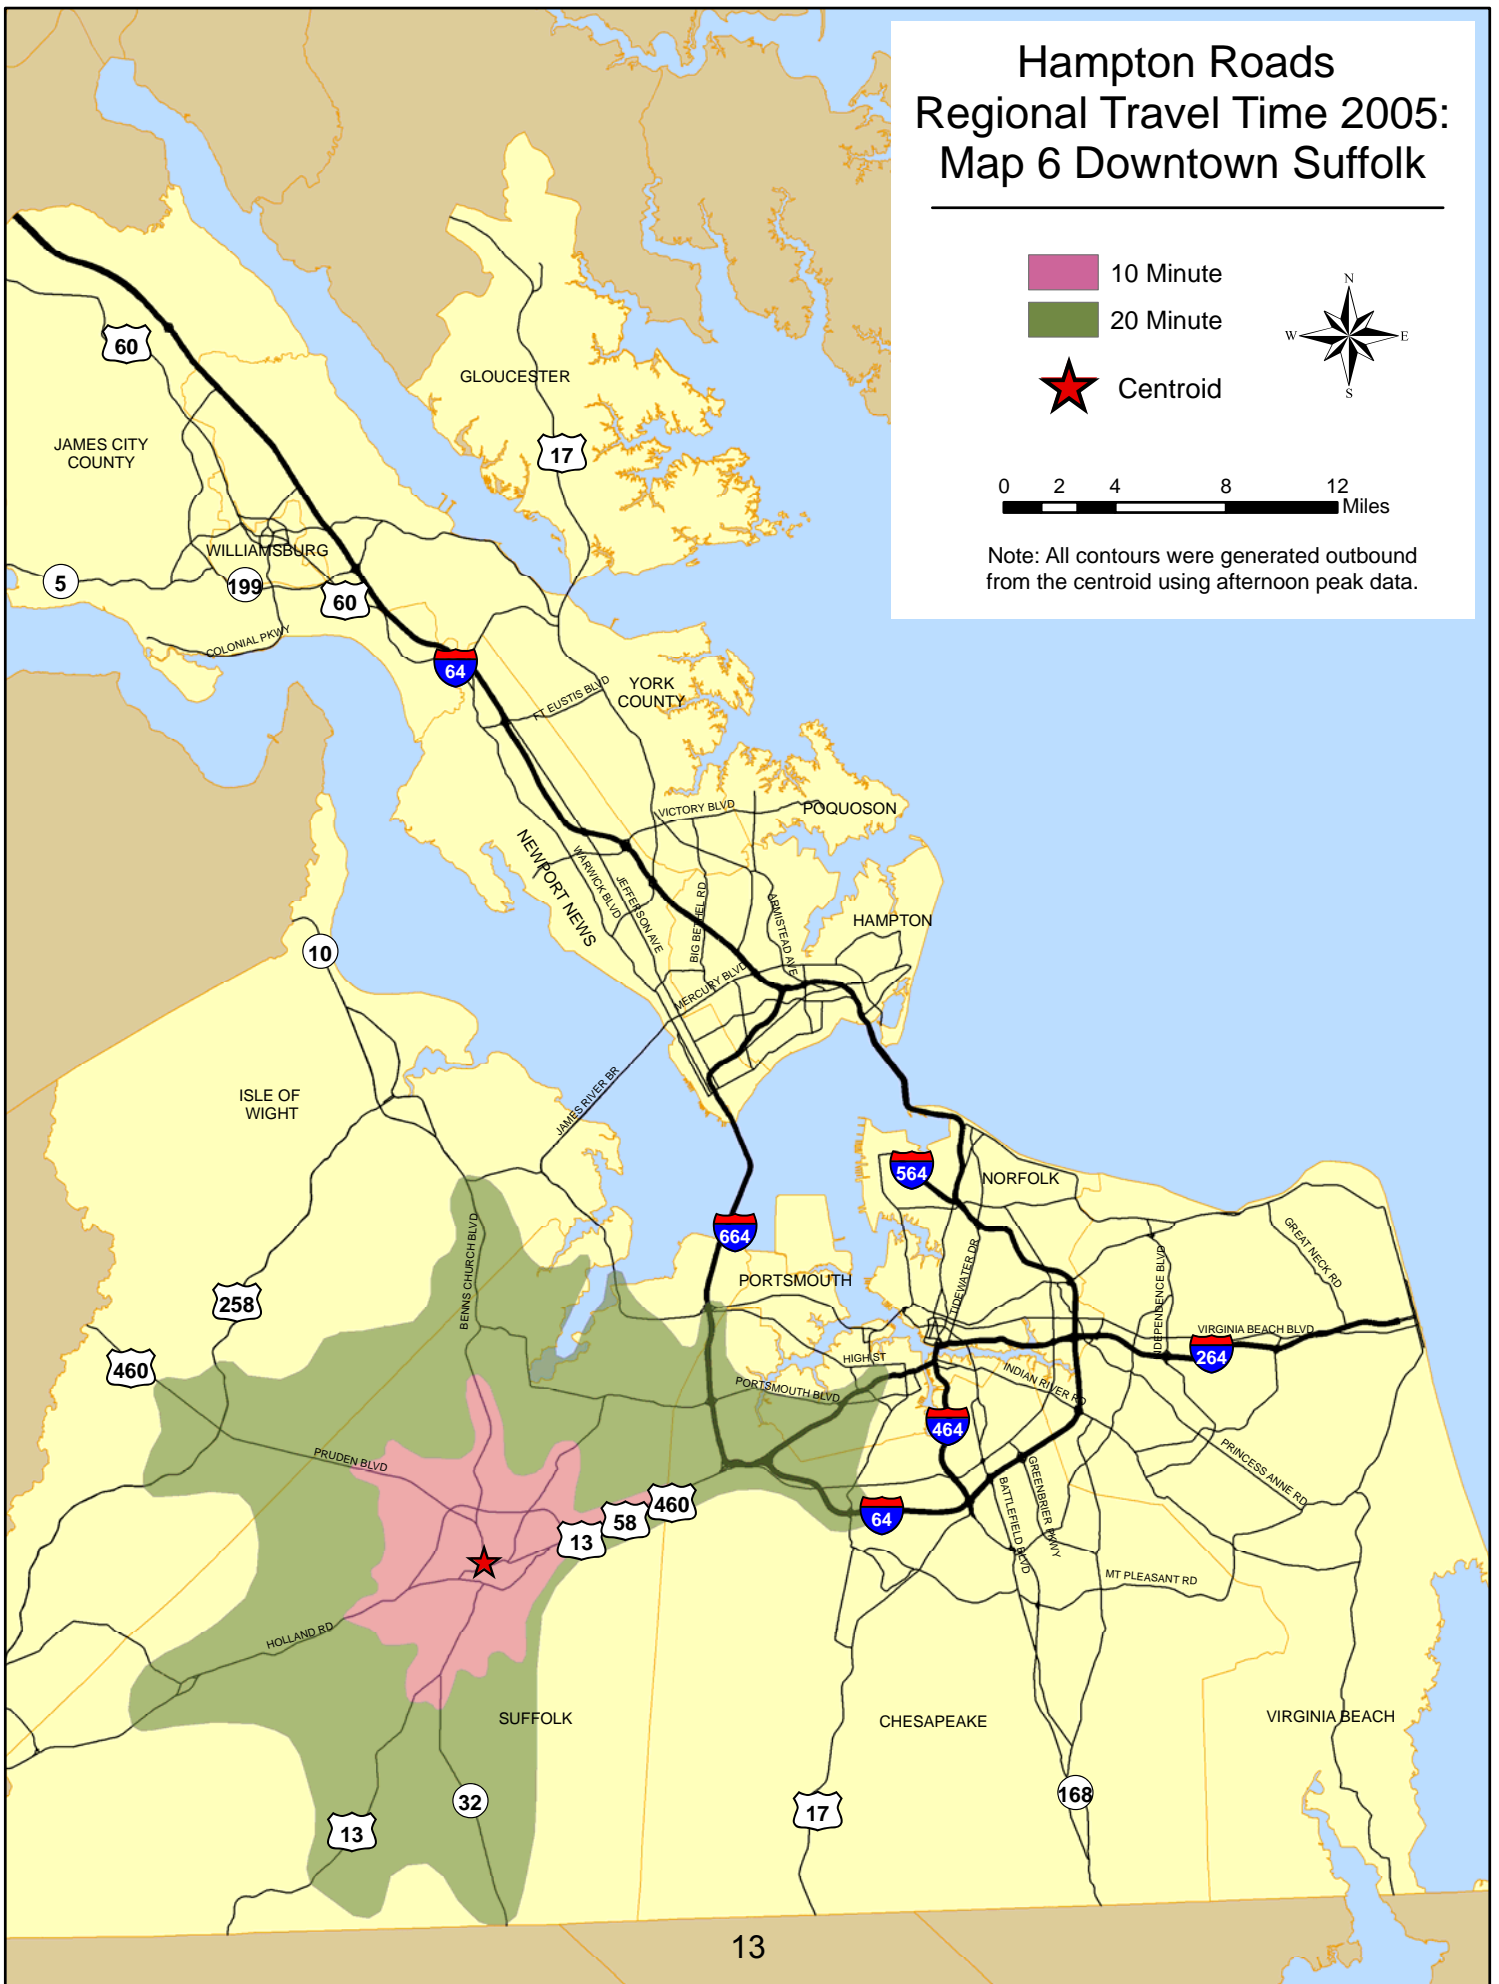 Hampton Roads
Regional Travel Time 2005:
Map 6 Downtown Suffolk
10 Minute
20 Minute
Centroid
N
W
E
S
0 2 4 8 12
Miles
Note: All contours were generated outbound
from the centroid using afternoon peak data.
60
GLOUCESTER
JAMES CITY
COUNTY
17
WILLIAMSBURG
5
199
60
COLONIAL PKWY
64
FT EUSTIS BLVD
YORK
COUNTY
VICTORY BLVD
POQUOSON
NEWPORT NEWS
WARWICK BLVD
JEFFERSON AVE
BIG BETHEL RD
ARMISTEAD AVE
HAMPTON
MERCURY BLVD
10
ISLE OF
WIGHT
JAMES RIVER BR
564
NORFOLK
664
BENNS CHURCH BLVD
TIDEWATER DR
INDEPENDENCE BLVD
GREAT NECK RD
PORTSMOUTH
258
VIRGINIA BEACH BLVD
460
HIGH ST
264
INDIAN RIVER RD
PORTSMOUTH BLVD
464
PRUDEN BLVD
PRINCESS ANNE RD
GREENBRIER PKWY
BATTLEFIELD BLVD
460
58
13
64
MT PLEASANT RD
HOLLAND RD
SUFFOLK
CHESAPEAKE
VIRGINIA BEACH
32
13
17
168
13